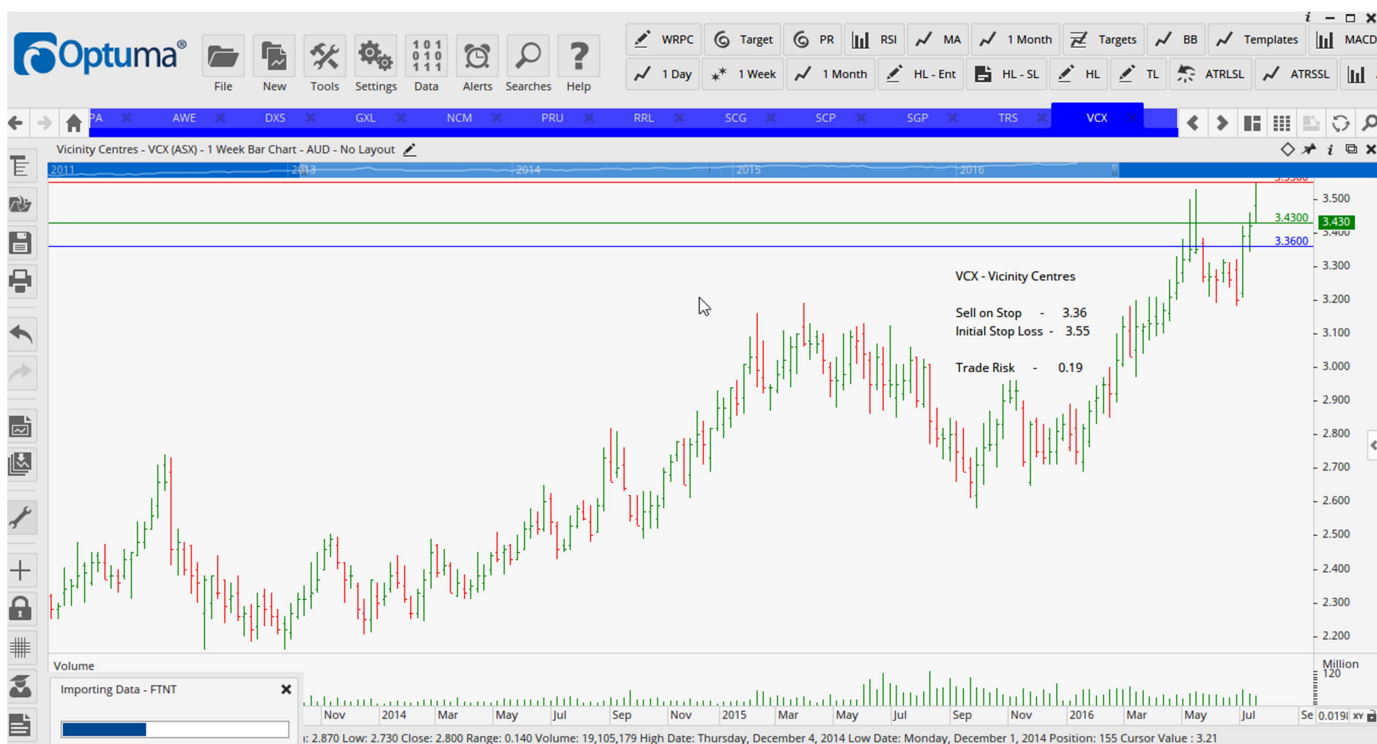 Optuma®
File
New
Tools
Settings
Data
Alerts
Searches
Help
WRPC
Target
PR
RSI
MA
1 Month
Targets
BB
Templates
MACD
1 Day
1 Week
1 Month
HL - Ent
HL - SL
HL
TL
ATRLSL
ATRSSL
PA
AWE
DXS
GXL
NCM
PRU
RRL
SCG
SCP
SGP
TRS
VCX
Vicinity Centres - VCX (ASX) - 1 Week Bar Chart - AUD - No Layout
2011
2013
2014
2015
2016
3.500
3.4300
3.430
3.400
3.3600
3.300
3.200
3.100
3.000
2.900
2.800
2.700
2.600
2.500
2.400
2.300
2.200
VCX - Vicinity Centres
Sell on Stop - 3.36
Initial Stop Loss - 3.55
Trade Risk - 0.19
Volume
Million
120
Importing Data - FTNT
Nov
2014
Mar
May
Jul
Sep
Nov
2015
Mar
May
Jul
Sep
Nov
2016
Mar
May
Jul
Se
XY
2.870 Low: 2.730 Close: 2.800 Range: 0.140 Volume: 19,105,179 High Date: Thursday, December 4, 2014 Low Date: Monday, December 1, 2014 Position: 155 Cursor Value : 3.21